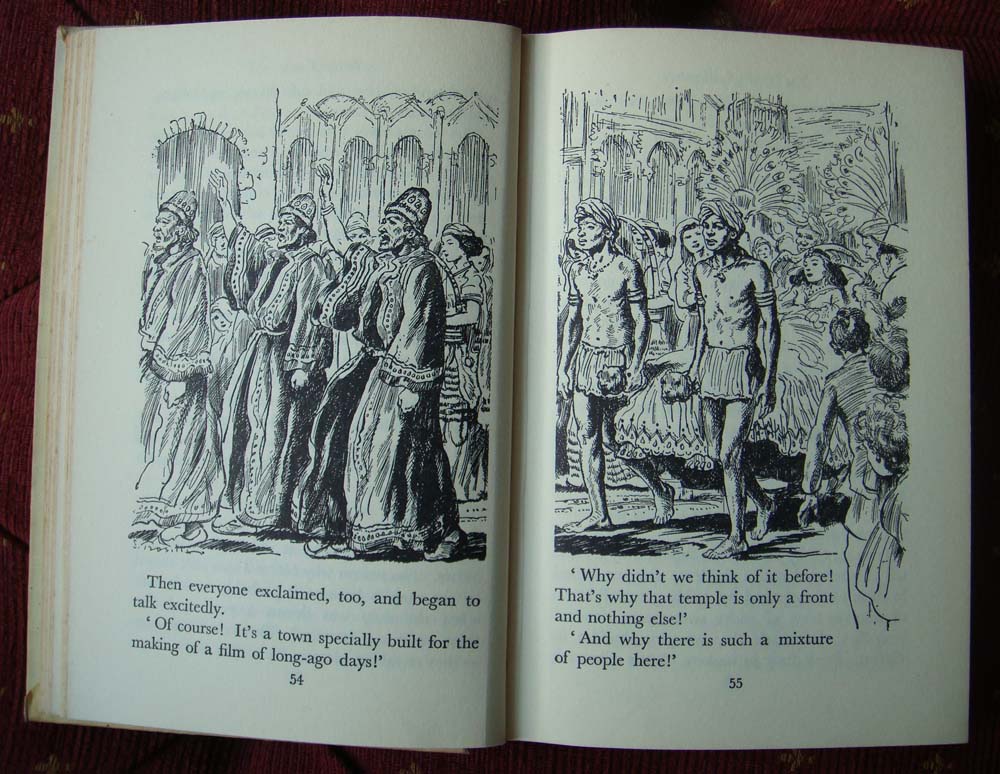 Then everyone exclaimed, too, and began to
talk excitedly.
‘Of course! It's a town specially built for the
making of a film of long-ago days!’
54
‘Why didn't we think of it before!
That's why that temple is only a front
and nothing else!’
‘And why there is such a mixture
of people here!’
55